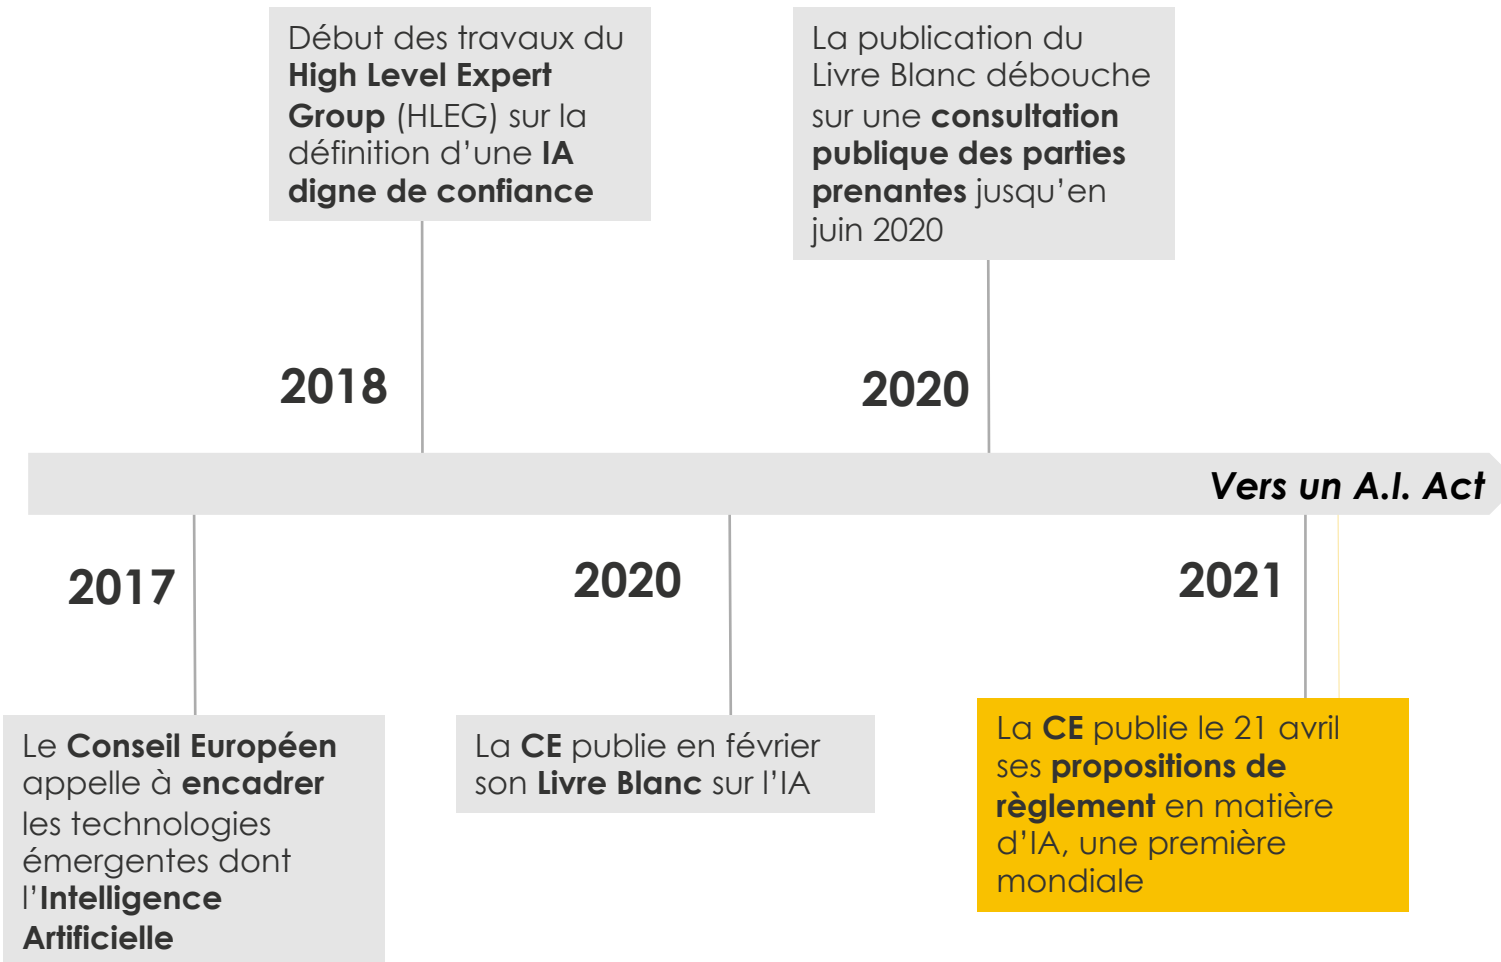 Début des travaux du
High Level Expert
Group (HLEG) sur la
définition d’une IA
digne de confiance
La publication du
Livre Blanc débouche
sur une consultation
publique des parties
prenantes jusqu’en
juin 2020
2018
2020
Vers un A.I. Act
2017
2020
2021
Le Conseil Européen
appelle à encadrer
les technologies
émergentes dont
l’Intelligence
Artificielle
La CE publie en février
son Livre Blanc sur l’IA
La CE publie le 21 avril
ses propositions de
règlement en matière
d’IA, une première
mondiale